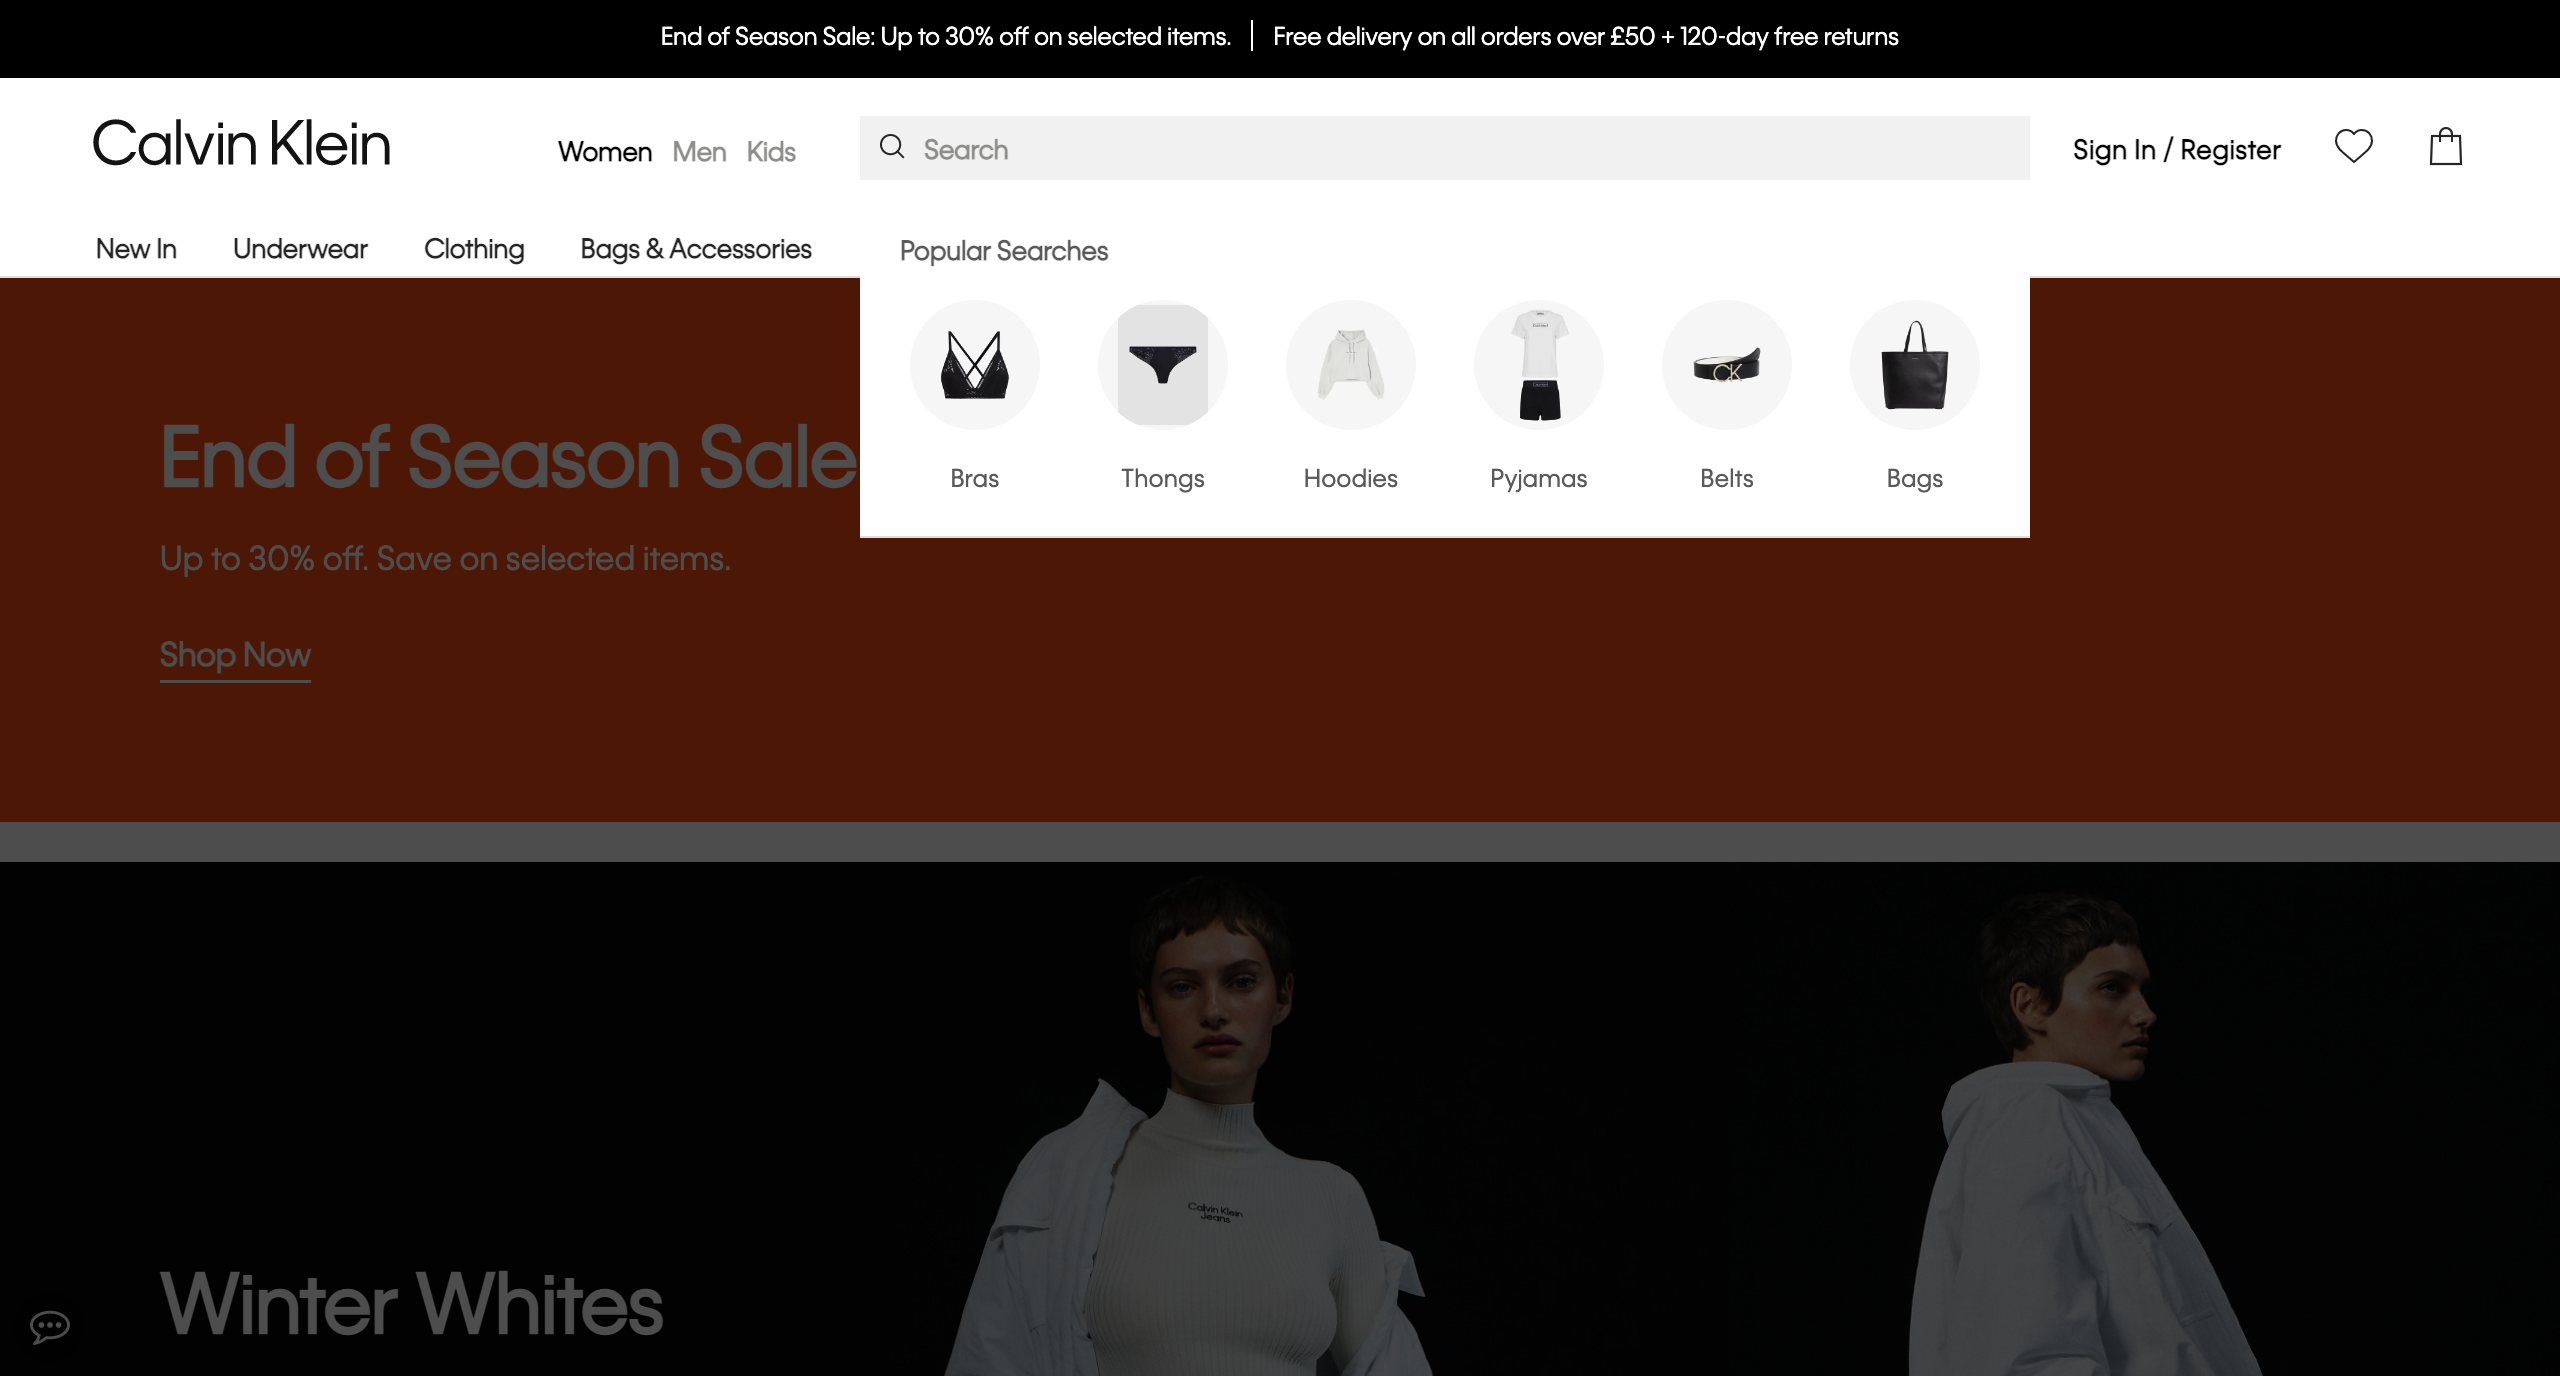 End of Season Sale: Up to 30% off on selected items. | Free delivery on all orders over £50 + 120-day free returns
Calvin Klein
Women Men Kids
Search
Sign In / Register
New In Underwear Clothing Bags & Accessories
Popular Searches
Bras Thongs Hoodies Pyjamas Belts Bags
CK
End of Season Sale
Up to 30% off. Save on selected items.
Shop Now
Calvin Klein
Jeans
Winter Whites